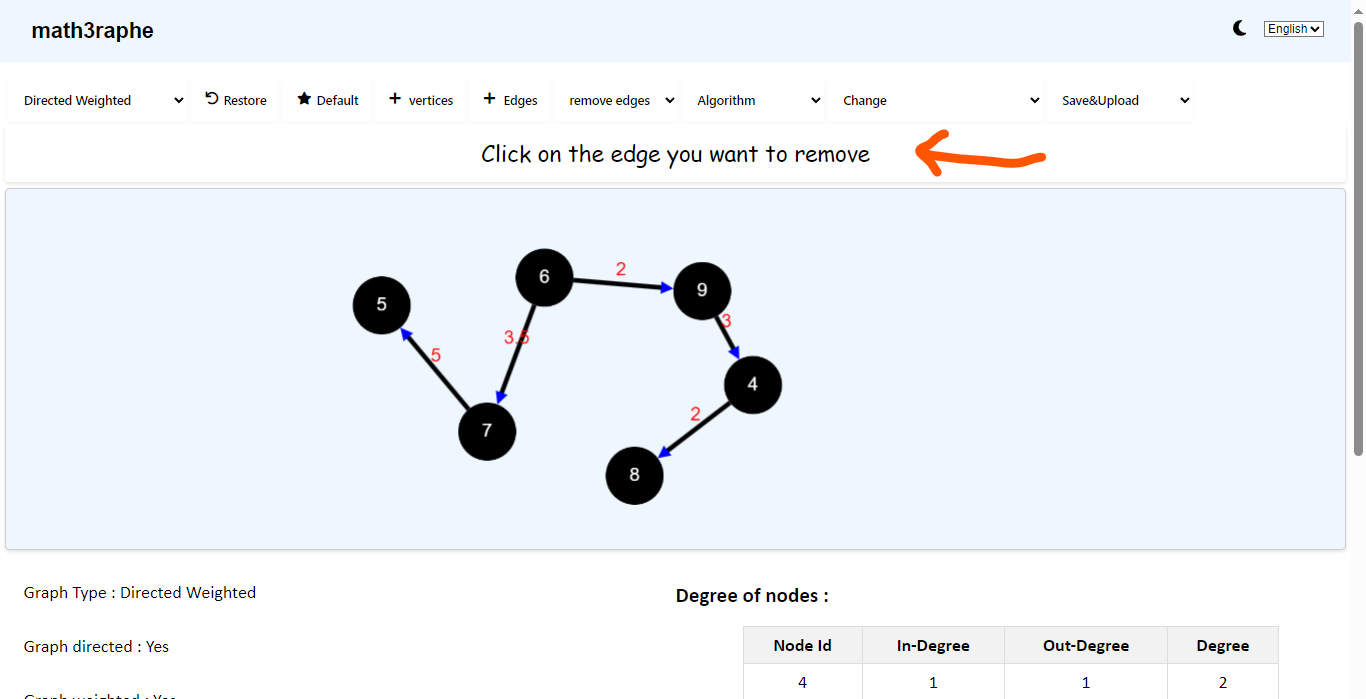 math3raphe
English
Directed Weighted
Restore
Default
+ vertices
+ Edges
remove edges
Algorithm
Change
Save&Upload
Click on the edge you want to remove
6
2
9
5
3
3.5
5
4
2
7
8
Graph Type : Directed Weighted
Degree of nodes :
Graph directed : Yes
Node Id In-Degree Out-Degree Degree
4 1 1 2
Graph weighted : Yes